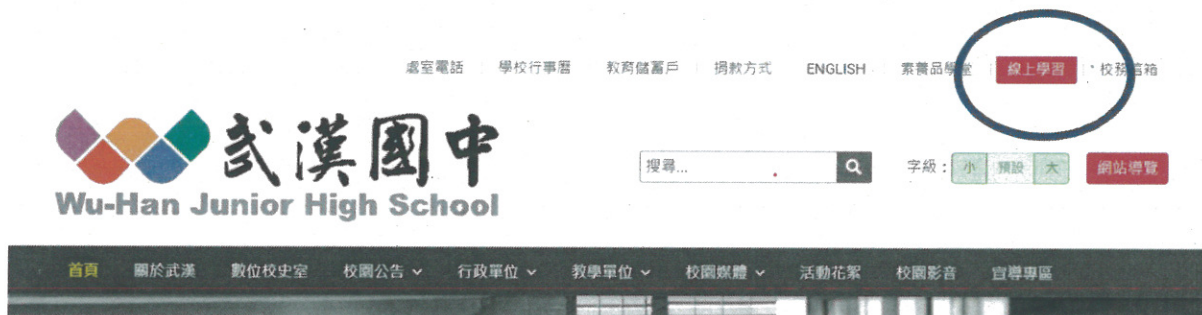 處室電話 學校行事曆 教育儲蓄戶 捐款方式 ENGLISH 素養品學堂 線上學習 校務信箱
武漢國中
Wu-Han Junior High School
搜尋... 字級： 小 預設 大 網站導覽
首頁 關於武漢 數位校史室 校園公告 行政單位 教學單位 校園媒體 活動花絮 校園影音 宣導專區